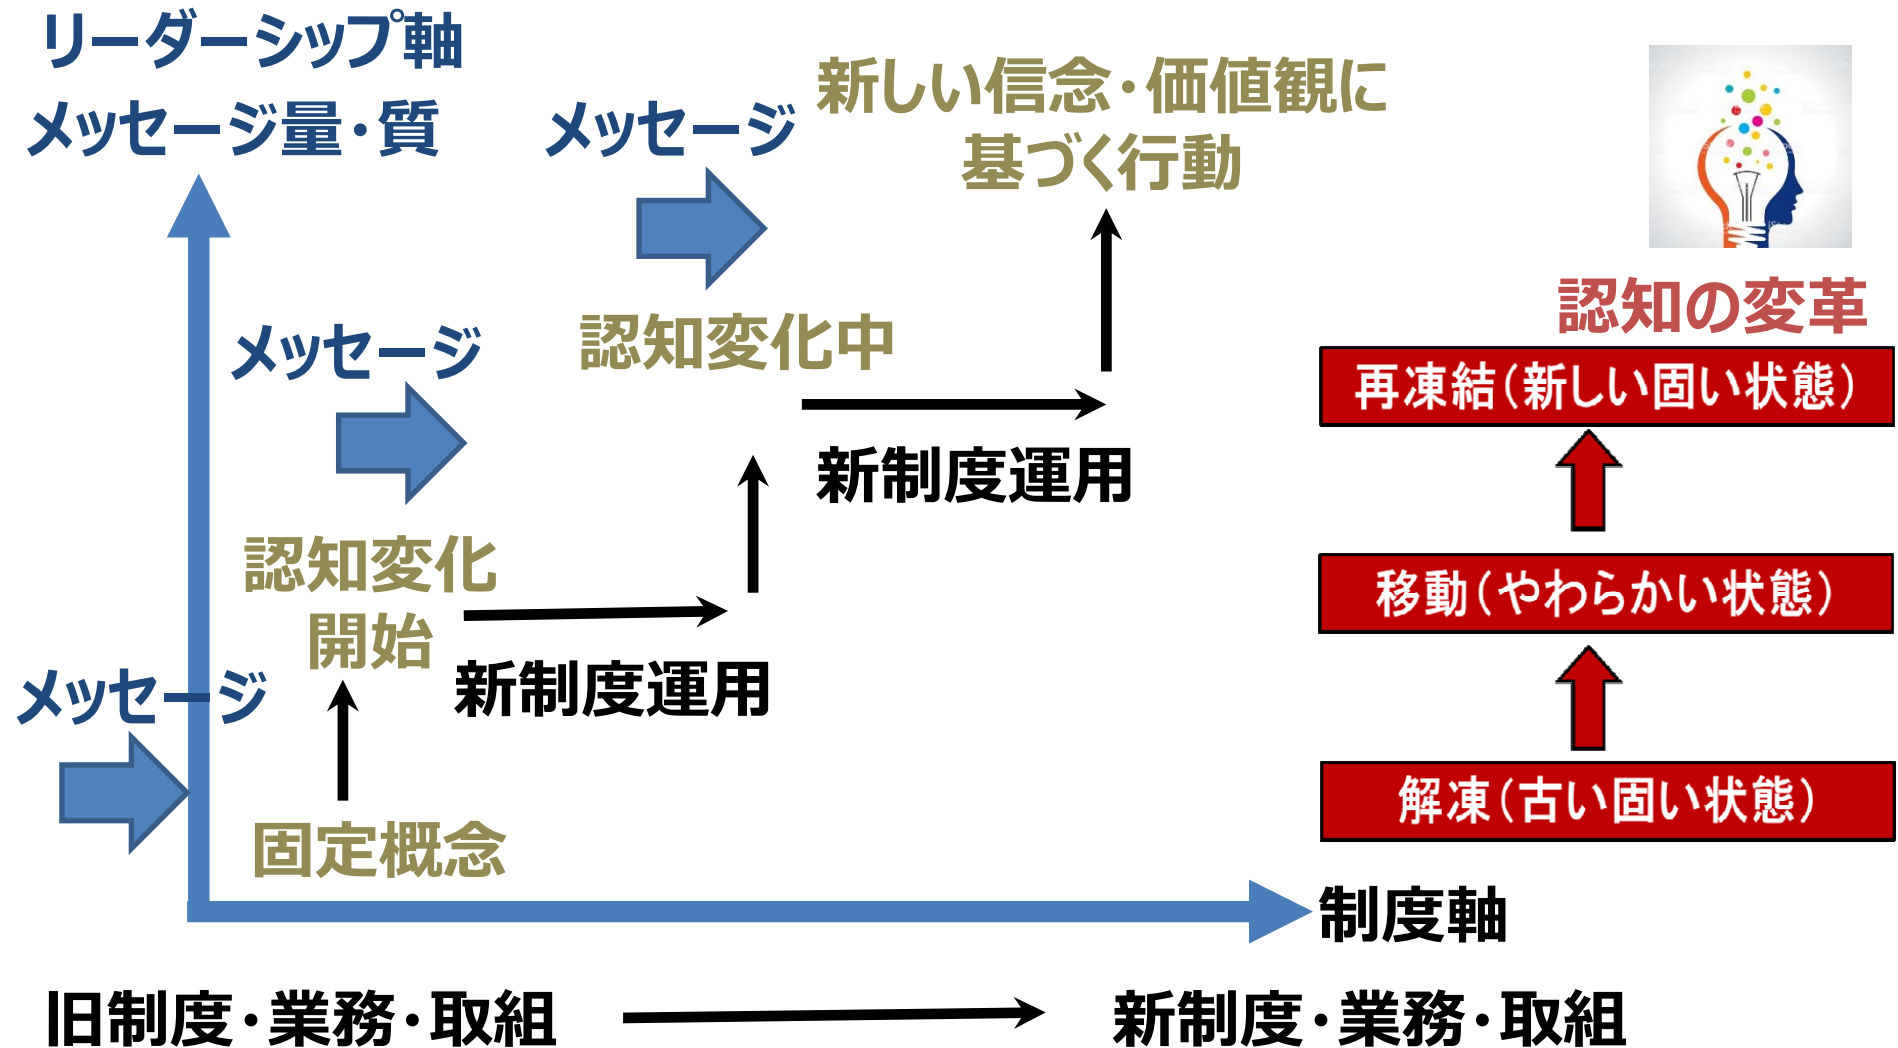 リーダーシップ軸
メッセージ量・質
メッセージ
新しい信念・価値観に
基づく行動
認知の変革
メッセージ
認知変化中
再凍結（新しい固い状態）
新制度運用
認知変化
開始
移動（やわらかい状態）
メッセージ
新制度運用
解凍（古い固い状態）
固定概念
制度軸
旧制度・業務・取組
新制度・業務・取組